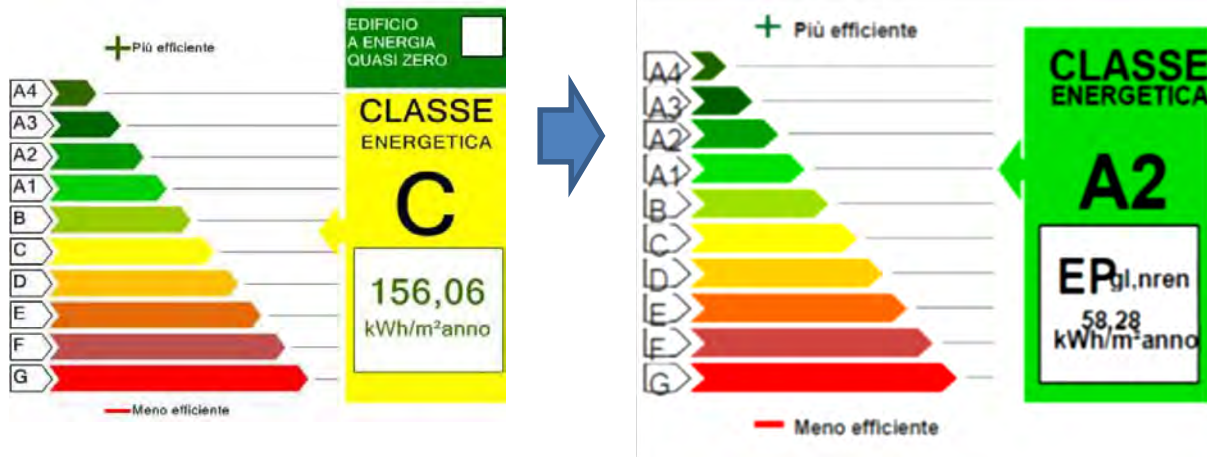 Più efficiente
A4
A3
A2
A1
B
C
D
E
F
G
Meno efficiente
EDIFICIO
A ENERGIA
QUASI ZERO
CLASSE
ENERGETICA
C
156,06
kWh/m²anno
Più efficiente
A4
A3
A2
A1
B
C
D
E
F
G
Meno efficiente
CLASSE
ENERGETICA
A2
EPgl,nren
58,28
kWh/m²anno